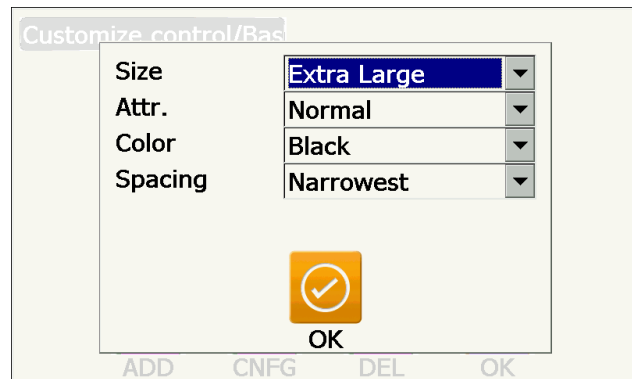 Customize control/Bas
Size Extra Large
Attr. Normal
Color Black
Spacing Narrowest
OK
ADD CNFG DEL OK